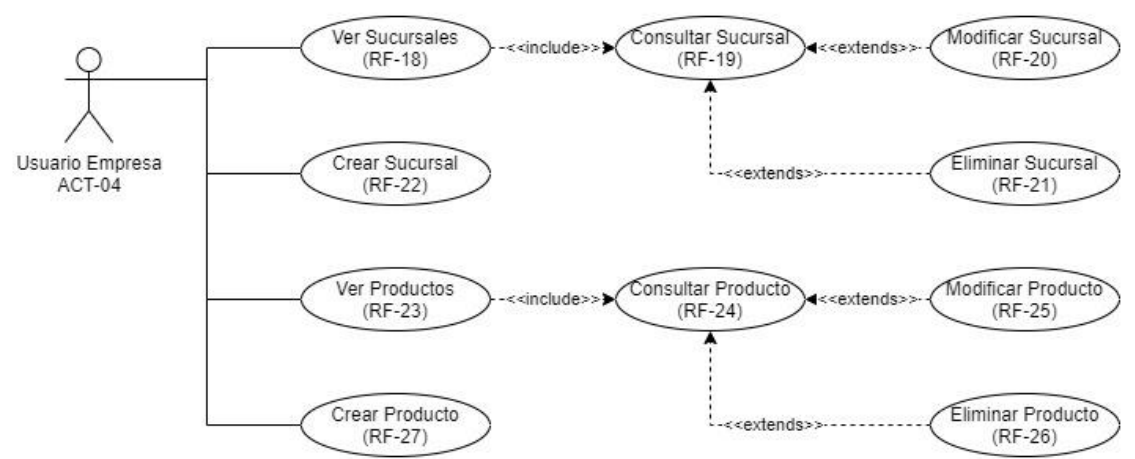 Ver Sucursales
(RF-18)
<<include>>
Consultar Sucursal
(RF-19)
<<extends>>
Modificar Sucursal
(RF-20)
Usuario Empresa
ACT-04
Crear Sucursal
(RF-22)
<<extends>>
Eliminar Sucursal
(RF-21)
Ver Productos
(RF-23)
<<include>>
Consultar Producto
(RF-24)
<<extends>>
Modificar Producto
(RF-25)
Crear Producto
(RF-27)
<<extends>>
Eliminar Producto
(RF-26)